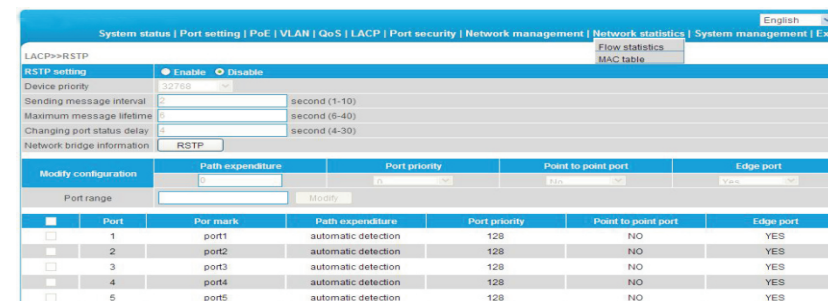 English
System status | Port setting | PoE | VLAN | QoS | LACP | Port security | Network management | Network statistics | System management | Ex
Flow statistics
MAC table
LACP>>RSTP
RSTP setting Enable Disable
Device priority 32768
Sending message interval 2 second (1-10)
Maximum message lifetime 6 second (6-40)
Changing port status delay 4 second (4-30)
Network bridge information RSTP
Modify configuration Path expenditure Port priority Point to point port Edge port
0 0 No Yes
Port range Modify
Port Por mark Path expenditure Port priority Point to point port Edge port
1 port1 automatic detection 128 NO YES
2 port2 automatic detection 128 NO YES
3 port3 automatic detection 128 NO YES
4 port4 automatic detection 128 NO YES
5 port5 automatic detection 128 NO YES